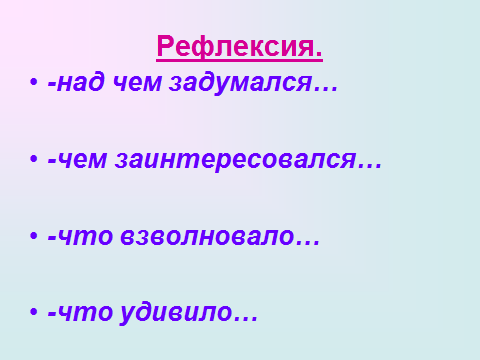 Рефлексия.
• -над чем задумался…
• -чем заинтересовался…
• -что взволновало…
• -что удивило…